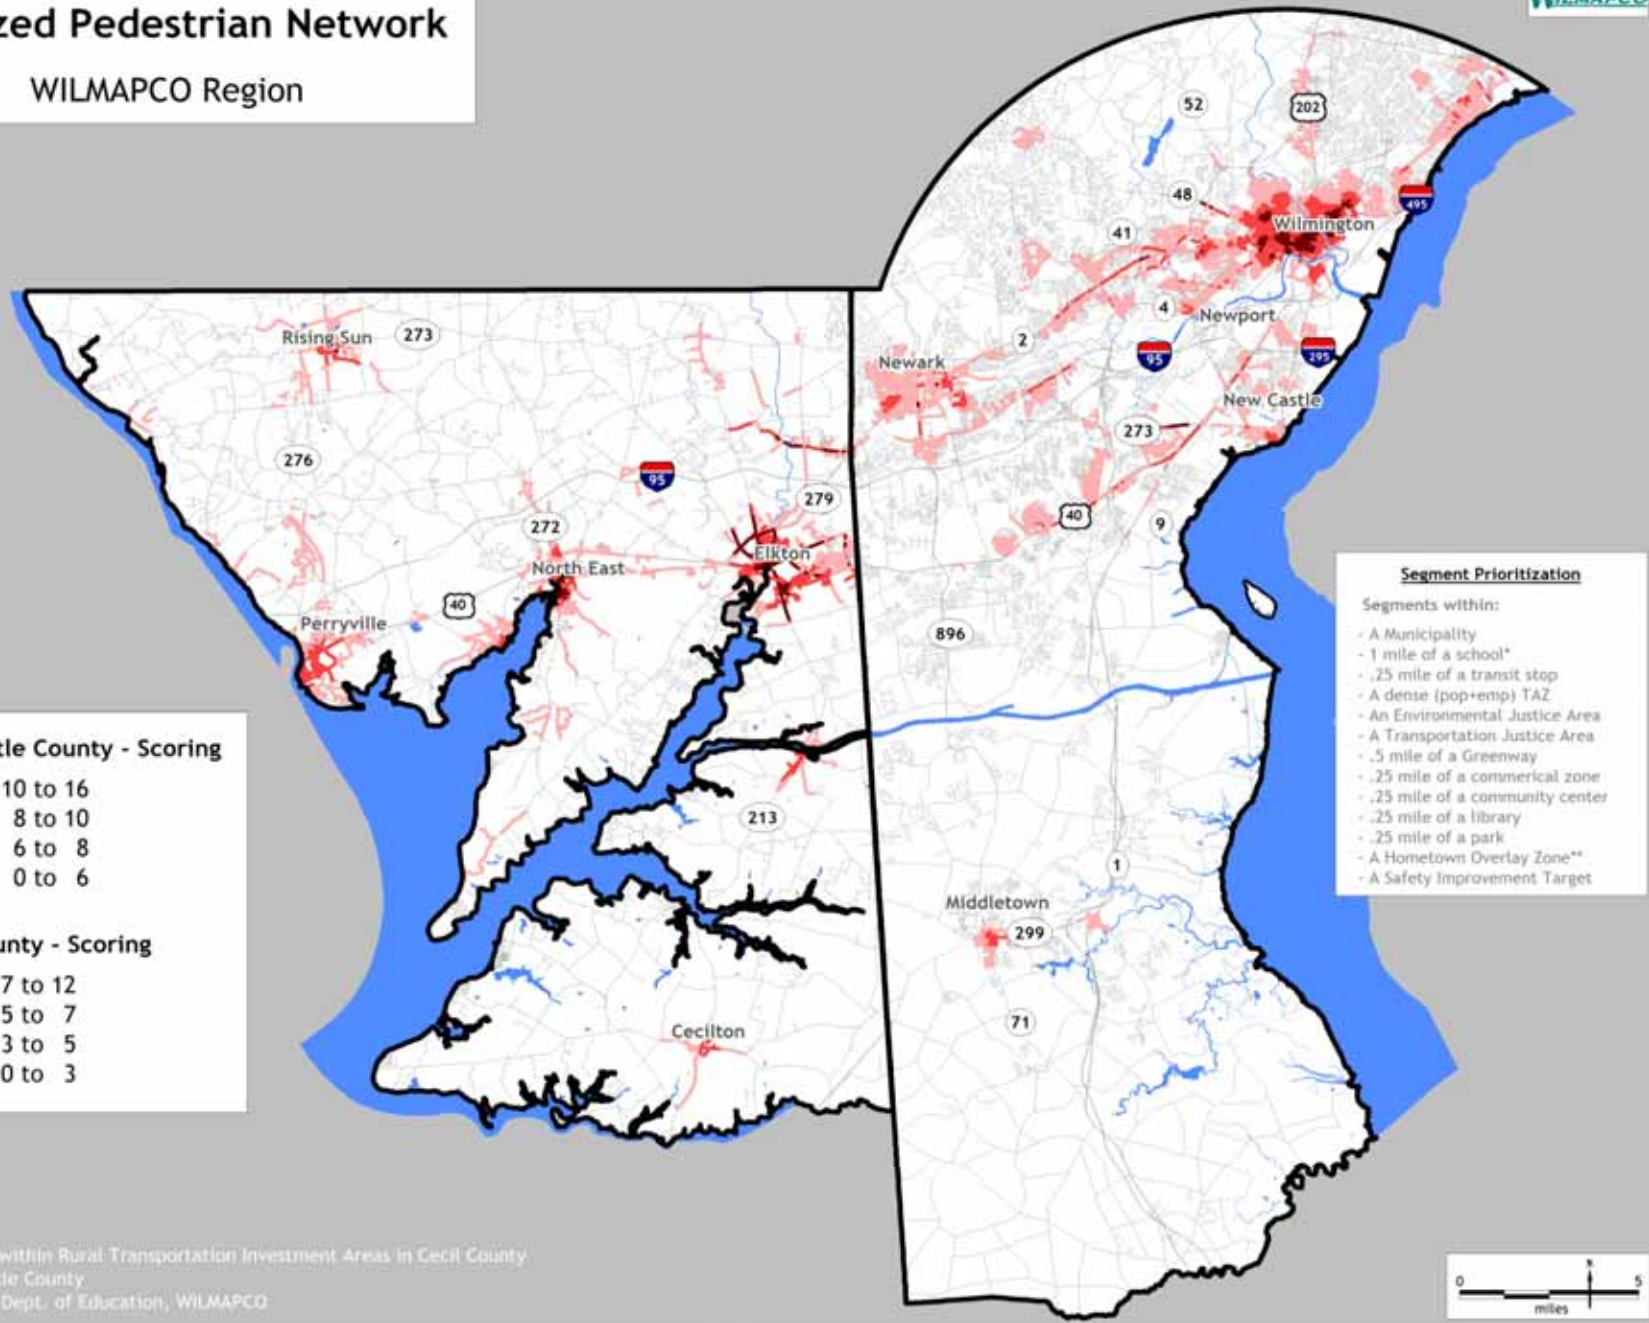 zed Pedestrian Network
WILMAPCO Region
WILMAPCO
52
202
48
495
Wilmington
41
4
Newport
2
95
295
Rising Sun
273
Newark
New Castle
273
276
95
279
40
9
272
Elkton
North East
40
Perryville
896
213
1
Middletown
299
71
Cecilton
Segment Prioritization
Segments within:
- A Municipality
- 1 mile of a school*
- .25 mile of a transit stop
- A dense (pop+emp) TAZ
- An Environmental Justice Area
- A Transportation Justice Area
- .5 mile of a Greenway
- .25 mile of a commerical zone
- .25 mile of a community center
- .25 mile of a library
- .25 mile of a park
- A Hometown Overlay Zone**
- A Safety Improvement Target
tle County - Scoring
10 to 16
8 to 10
6 to 8
0 to 6
unty - Scoring
7 to 12
5 to 7
3 to 5
0 to 3
within Rural Transportation Investment Areas in Cecil County
tle County
Dept. of Education, WILMAPCO
N
0 5
miles